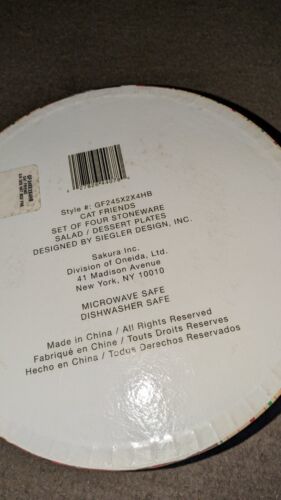 Style #: GF245X2X4HB
CAT FRIENDS
SET OF FOUR STONEWARE
SALAD / DESSERT PLATES
DESIGNED BY SIEGLER DESIGN, INC.
Sakura Inc.
Division of Oneida, Ltd.
41 Madison Avenue
New York, NY 10010
MICROWAVE SAFE
DISHWASHER SAFE
Made in China / All Rights Reserved
Fabriqué en Chine / Touts Droits Reserves
Hecho en China / Todus Derechos Reservados